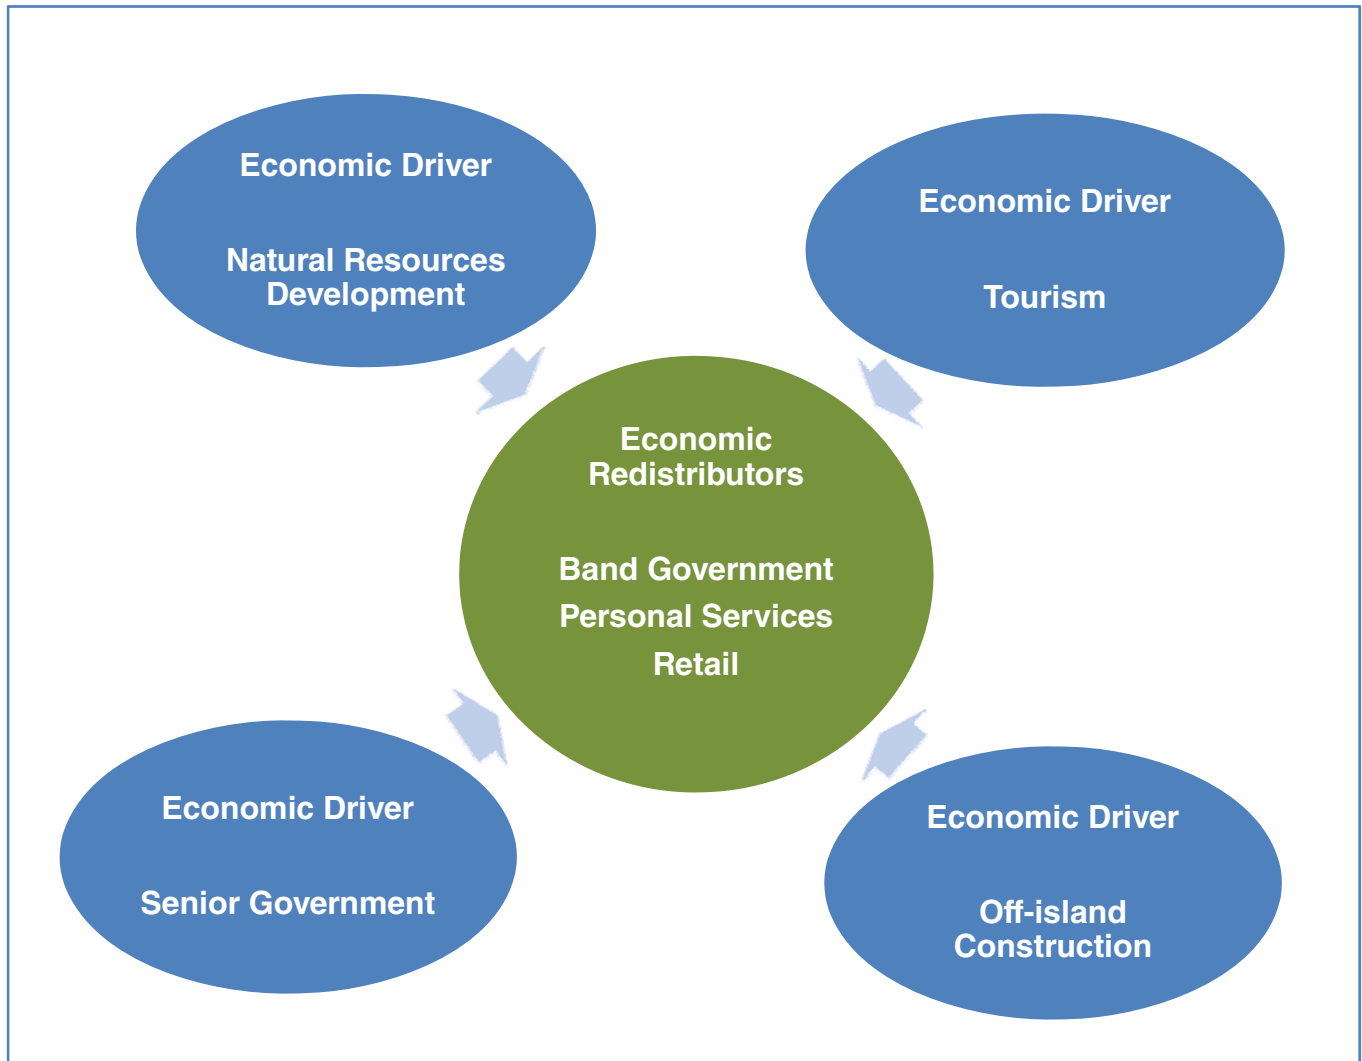 Economic Driver
Natural Resources
Development
Economic Driver
Tourism
Economic
Redistributors
Band Government
Personal Services
Retail
Economic Driver
Senior Government
Economic Driver
Off-island
Construction